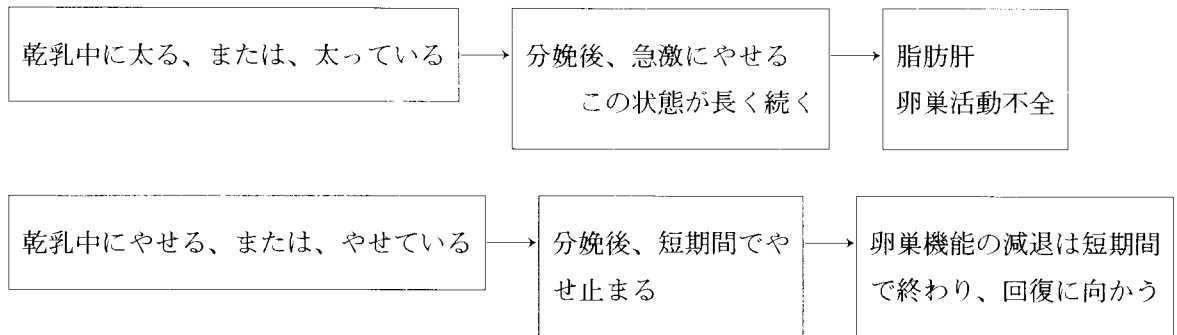 乾乳中に太る、または、太っている
分娩後、急激にやせる
この状態が長く続く
脂肪肝
卵巣活動不全
乾乳中にやせる、または、やせている
分娩後、短期間でや
せ止まる
卵巣機能の減退は短期間
で終わり、回復に向かう